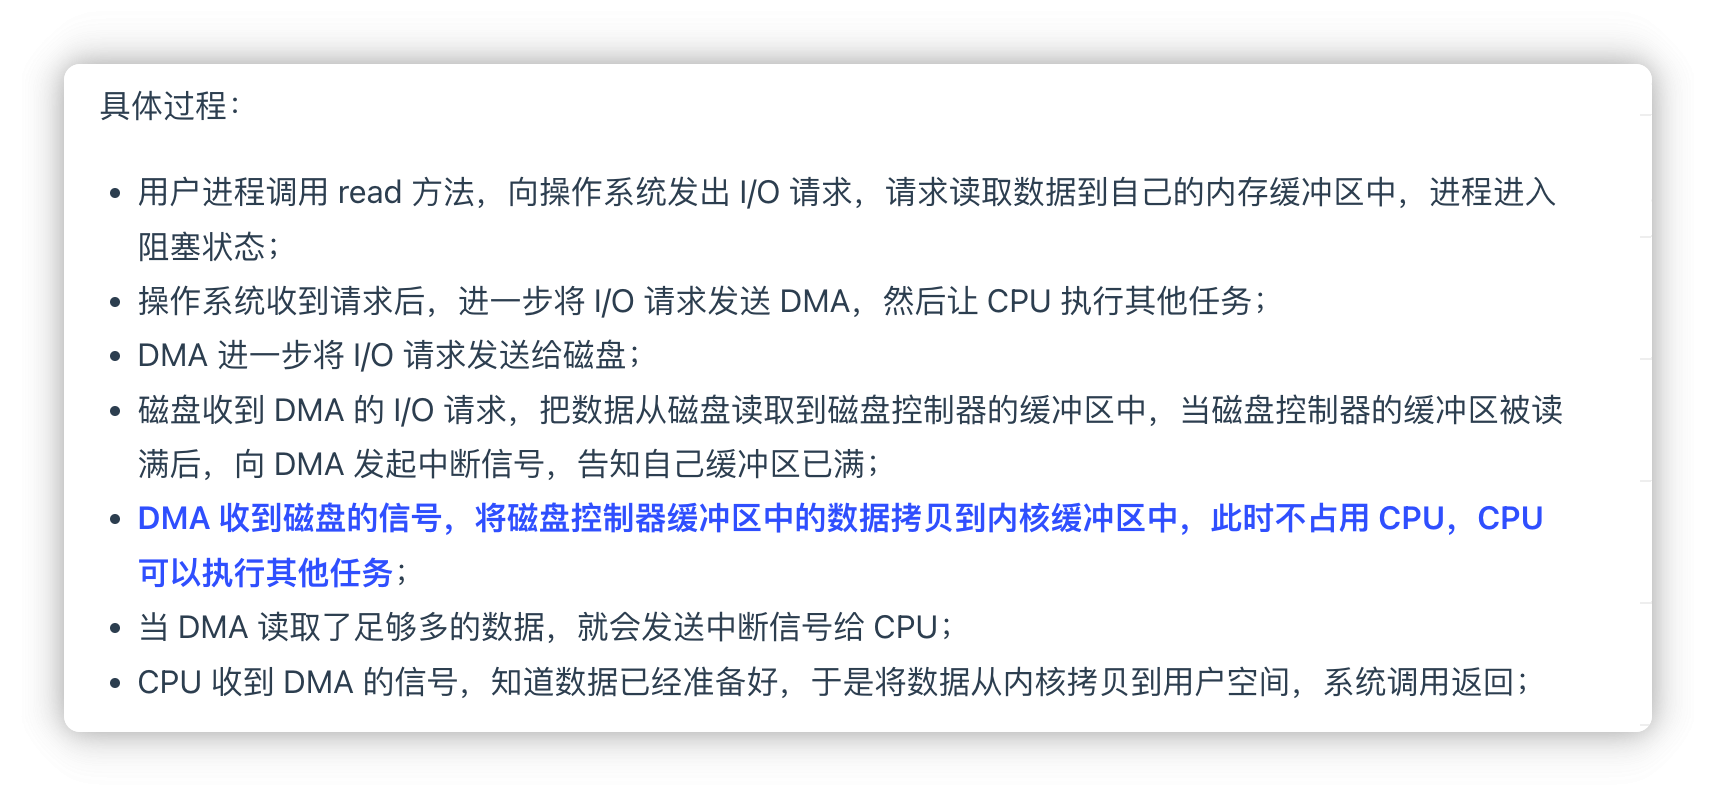 具体过程：
• 用户进程调用 read 方法，向操作系统发出 I/O 请求，请求读取数据到自己的内存缓冲区中，进程进入
阻塞状态；
• 操作系统收到请求后，进一步将 I/O 请求发送 DMA，然后让 CPU 执行其他任务；
• DMA 进一步将 I/O 请求发送给磁盘；
• 磁盘收到 DMA 的 I/O 请求，把数据从磁盘读取到磁盘控制器的缓冲区中，当磁盘控制器的缓冲区被读
满后，向 DMA 发起中断信号，告知自己缓冲区已满；
• DMA 收到磁盘的信号，将磁盘控制器缓冲区中的数据拷贝到内核缓冲区中，此时不占用 CPU，CPU
可以执行其他任务；
• 当 DMA 读取了足够多的数据，就会发送中断信号给 CPU；
• CPU 收到 DMA 的信号，知道数据已经准备好，于是将数据从内核拷贝到用户空间，系统调用返回；